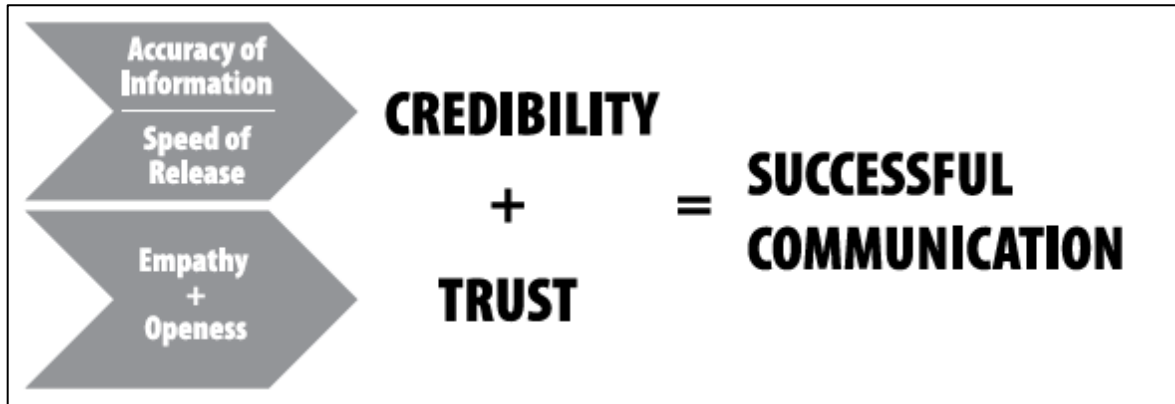 Accuracy of
Information
Speed of
Release
CREDIBILITY
+
TRUST
Empathy
+
Openess
=
SUCCESSFUL
COMMUNICATION